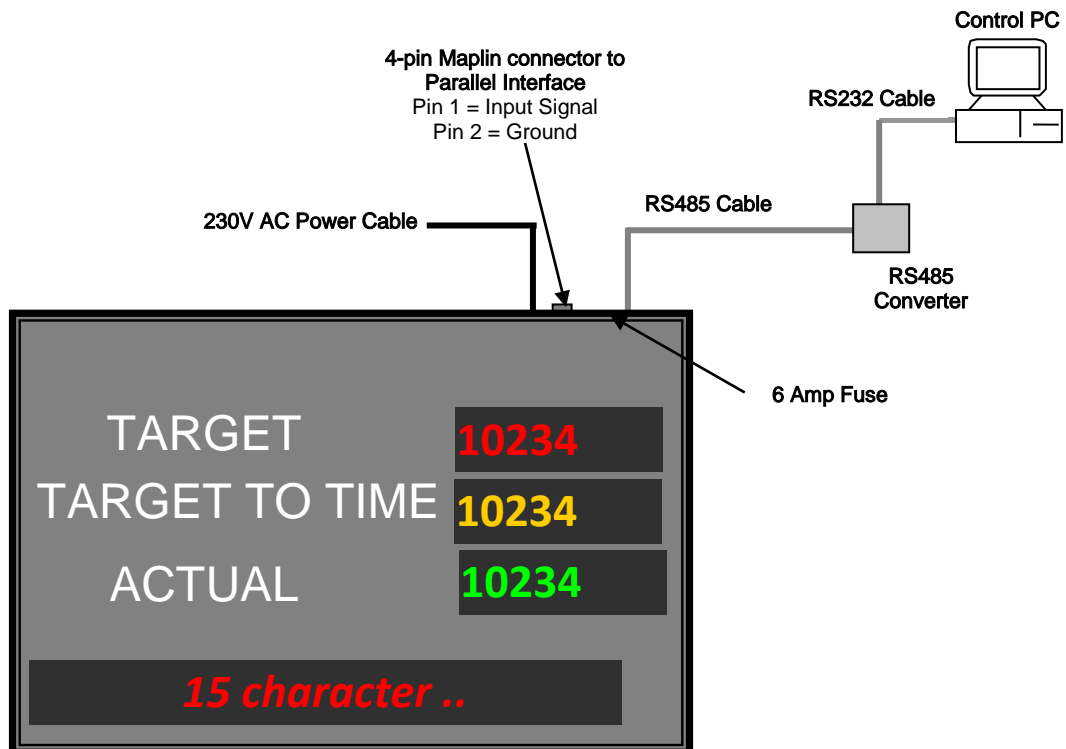 Control PC
4-pin Maplin connector to
Parallel Interface
Pin 1 = Input Signal
Pin 2 = Ground
RS232 Cable
230V AC Power Cable
RS485 Cable
RS485
Converter
6 Amp Fuse
TARGET 10234
TARGET TO TIME 10234
ACTUAL 10234
15 character ..